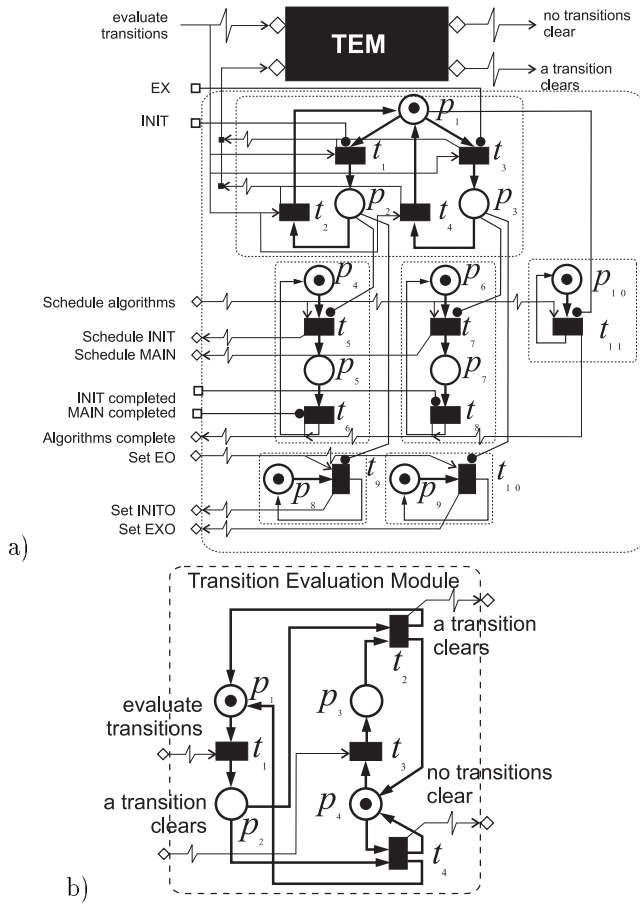 evaluate
transitions
TEM
no transitions
clear
a transition
clears
EX
INIT
p1
t1
t3
p2
p3
t2
t4
p4
p6
p10
Schedule algorithms
t5
t7
t11
Schedule INIT
Schedule MAIN
p5
p7
INIT completed
MAIN completed
t6
t8
Algorithms complete
Set EO
t9
t10
p8
p9
Set INITO
Set EXO
a)
Transition Evaluation Module
a transition
clears
t2
p1
p3
evaluate
transitions
t1
t3
no transitions
clear
a transition
clears
p2
p4
t4
b)